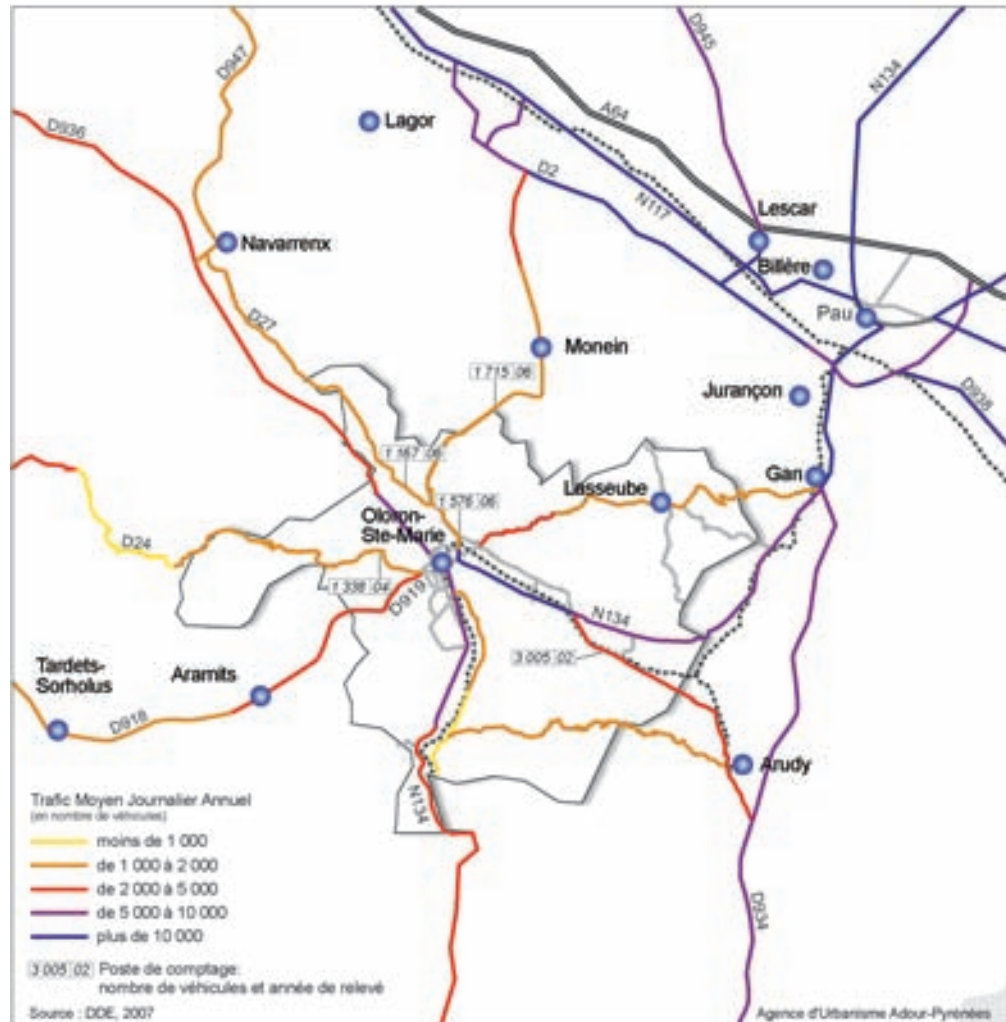 D947
D945
N134
D936
Lagor
A64
D2
N117
Lescar
Navarrenx
Billère
Pau
D27
Monein
1 715 06
Jurançon
D938
1 167 06
Gan
Lasseube
1 576 06
Oloron-
Ste-Marie
D24
1 338 04
D919
N134
3 005 02
Tardets-
Sorholus
Aramits
D918
Arudy
N134
Trafic Moyen Journalier Annuel
(en nombre de véhicules)
moins de 1 000
de 1 000 à 2 000
de 2 000 à 5 000
de 5 000 à 10 000
plus de 10 000
D934
3 005 02 Poste de comptage:
nombre de véhicules et année de relevé
Source : DDE, 2007
Agence d'Urbanisme Adour-Pyrénées